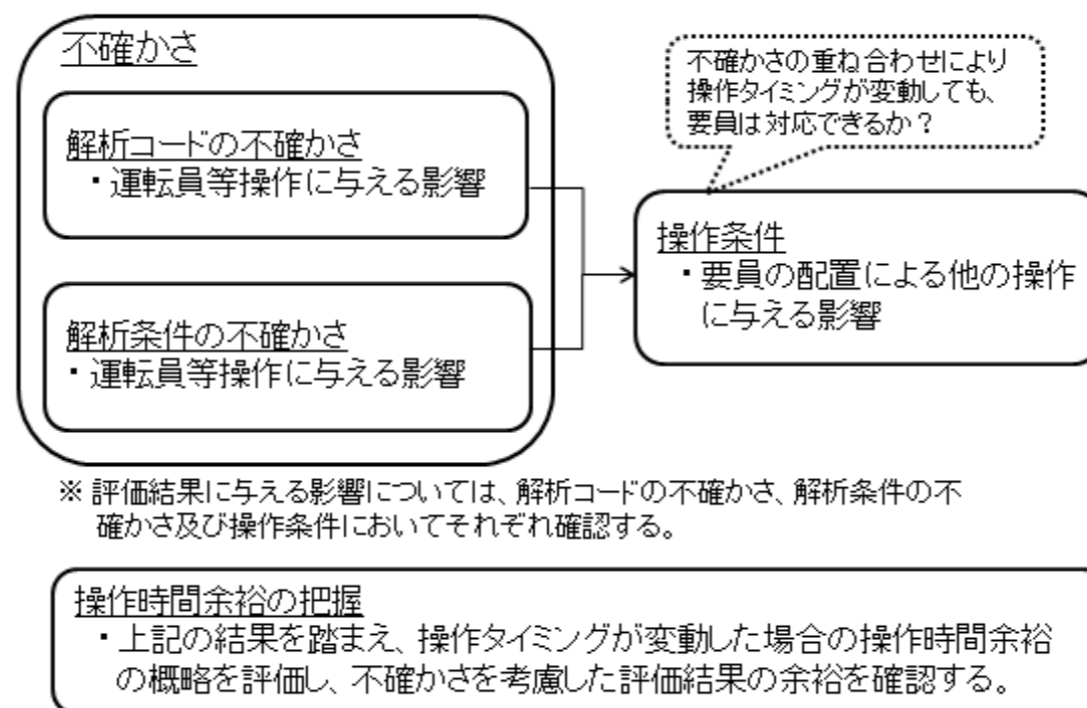 不確かさ
解析コードの不確かさ
・運転員等操作に与える影響
解析条件の不確かさ
・運転員等操作に与える影響
不確かさの重ね合わせにより
操作タイミングが変動しても、
要員は対応できるか？
操作条件
・要員の配置による他の操作
に与える影響
※ 評価結果に与える影響については、解析コードの不確かさ、解析条件の不
確かさ及び操作条件においてそれぞれ確認する。
操作時間余裕の把握
・上記の結果を踏まえ、操作タイミングが変動した場合の操作時間余裕
の概略を評価し、不確かさを考慮した評価結果の余裕を確認する。